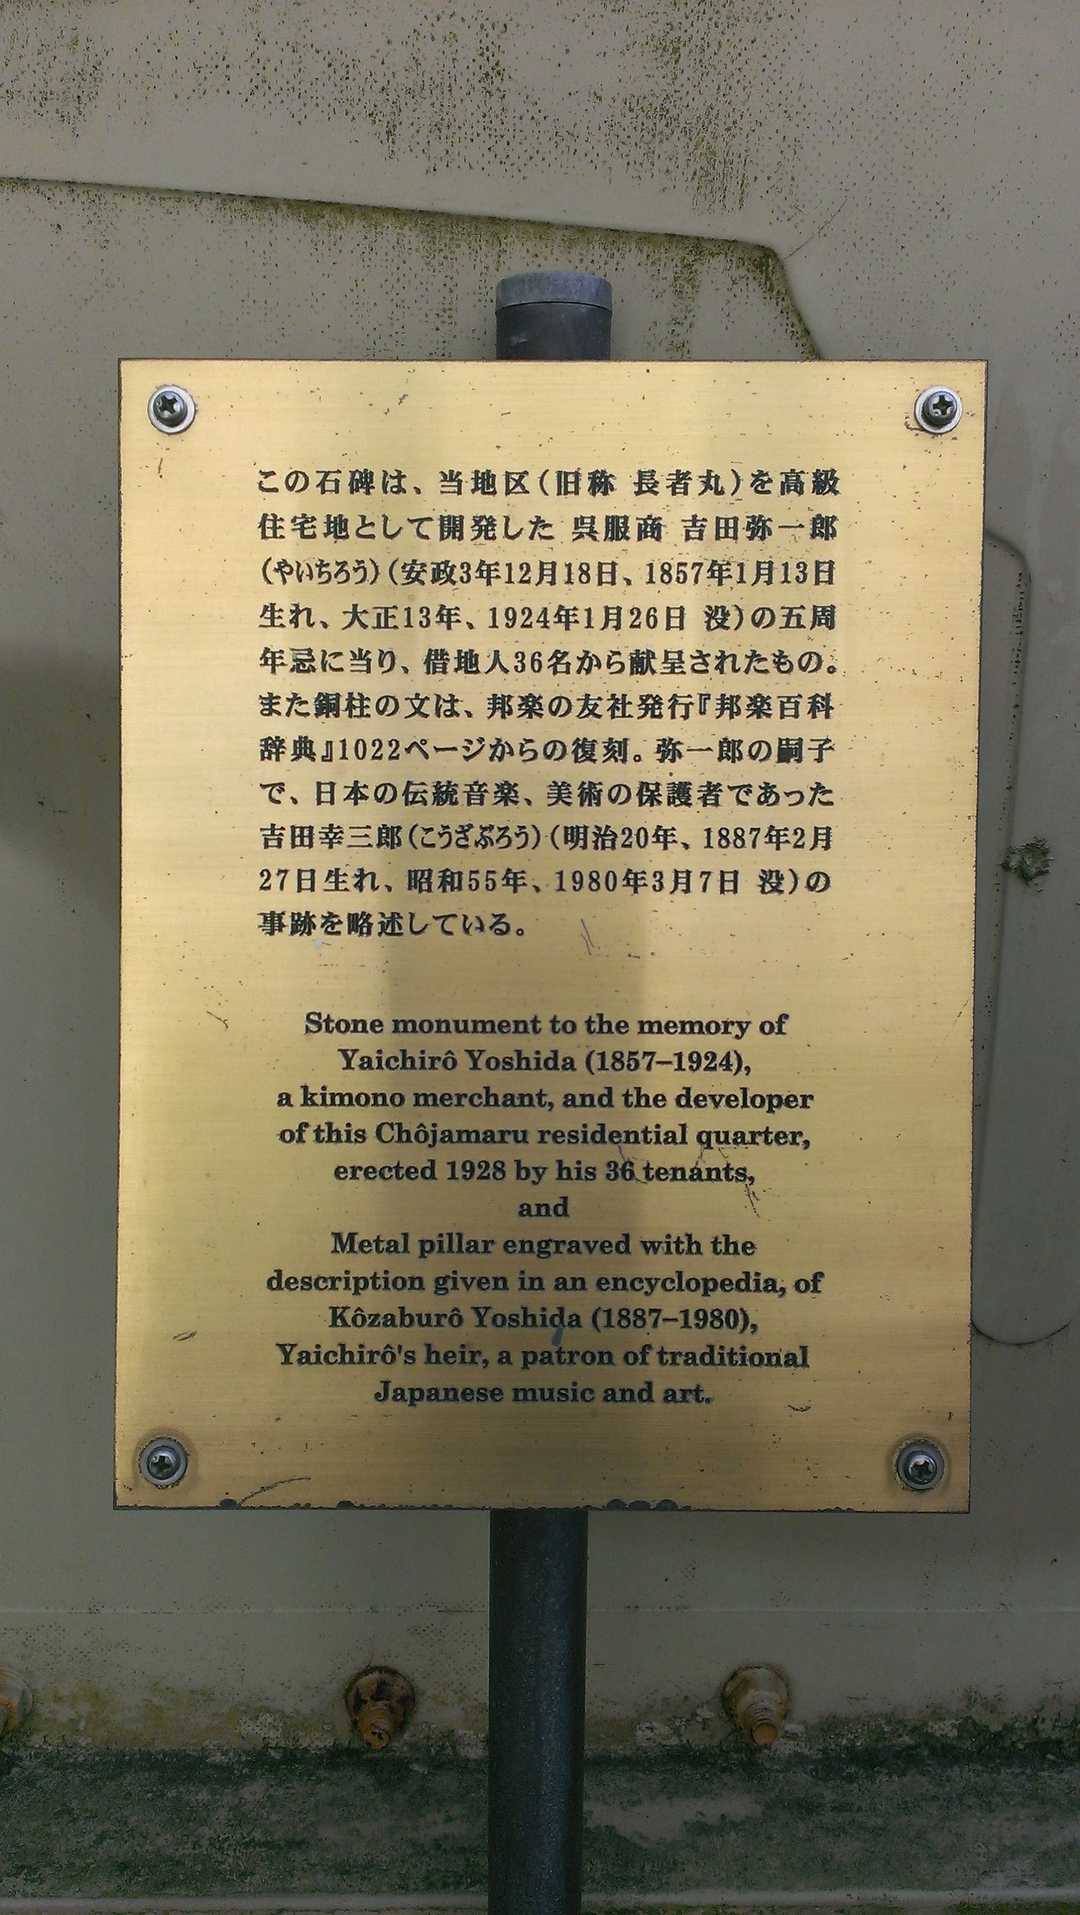 この石碑は、当地区(旧称 長者丸)を高級
住宅地として開発した 呉服商 吉田弥一郎
(やいちろう)(安政3年12月18日、1857年1月13日
生れ、大正13年、1924年1月26日 没)の五周
年忌に当り、借地人36名から献呈されたもの。
また銅柱の文は、邦楽の友社発行『邦楽百科
辞典』1022ページからの復刻。弥一郎の嗣子
で、日本の伝統音楽、美術の保護者であった
吉田幸三郎(こうざぶろう)(明治20年、1887年2月
27日生れ、昭和55年、1980年3月7日 没)の
事跡を略述している。
Stone monument to the memory of
Yaichirô Yoshida (1857–1924),
a kimono merchant, and the developer
of this Chôjamaru residential quarter,
erected 1928 by his 36 tenants,
and
Metal pillar engraved with the
description given in an encyclopedia, of
Kôzaburô Yoshida (1887–1980),
Yaichirô's heir, a patron of traditional
Japanese music and art.